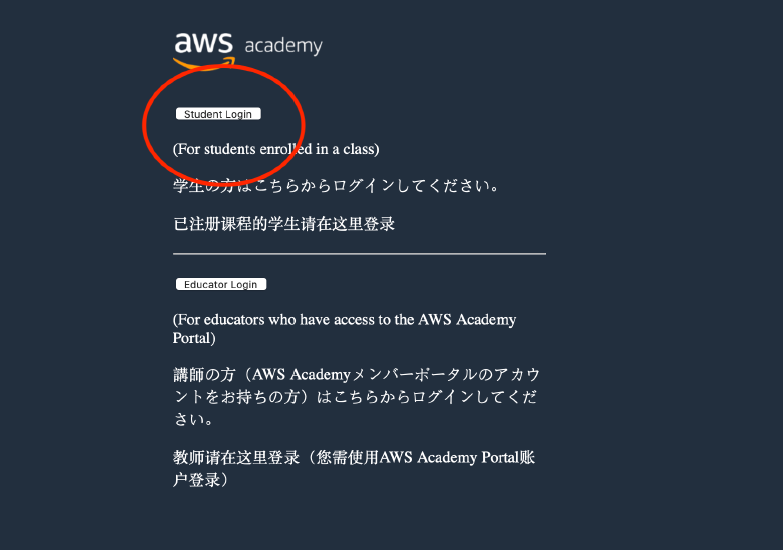 aws academy
Student Login
(For students enrolled in a class)
学生の方はこちらからログインしてください。
已注册课程的学生请在这里登录
Educator Login
(For educators who have access to the AWS Academy
Portal)
講師の方（AWS Academyメンバーポータルのアカウ
ントをお持ちの方）はこちらからログインしてくだ
さい。
教师请在这里登录（您需使用AWS Academy Portal账
户登录）